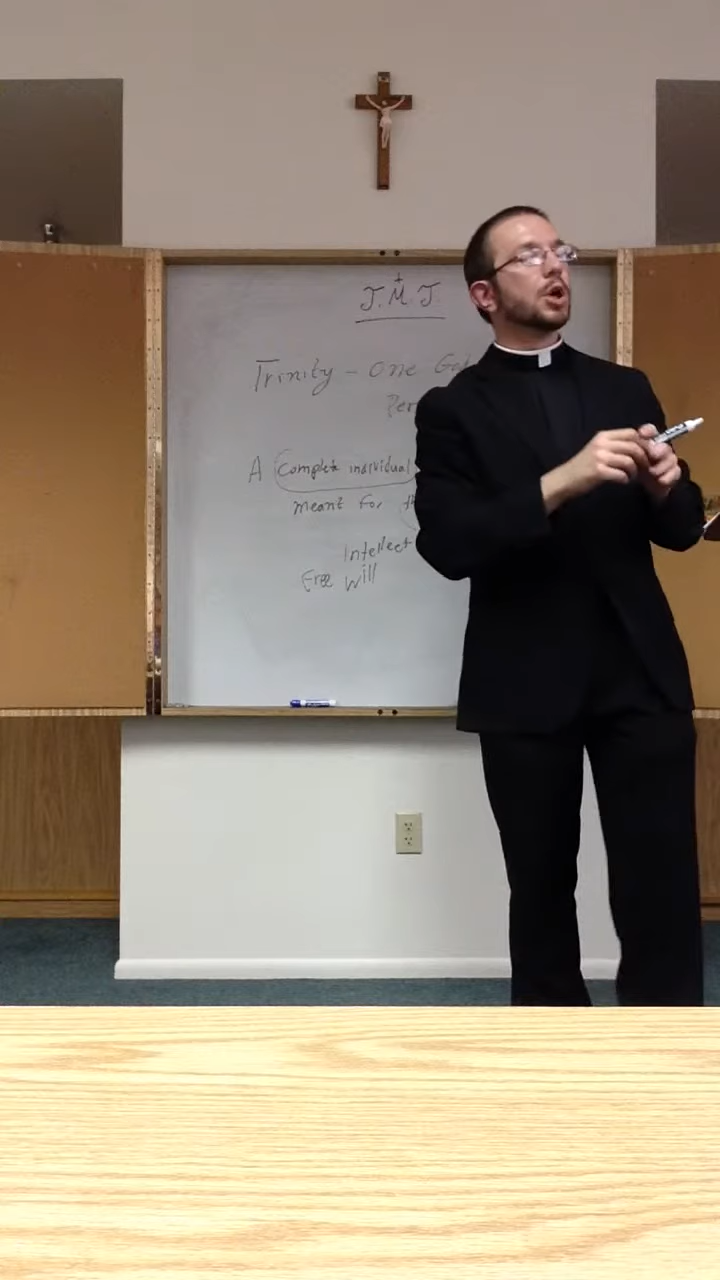 J.M.J
Trinity - One
A Complete individual
meant for
Intellect
Free will